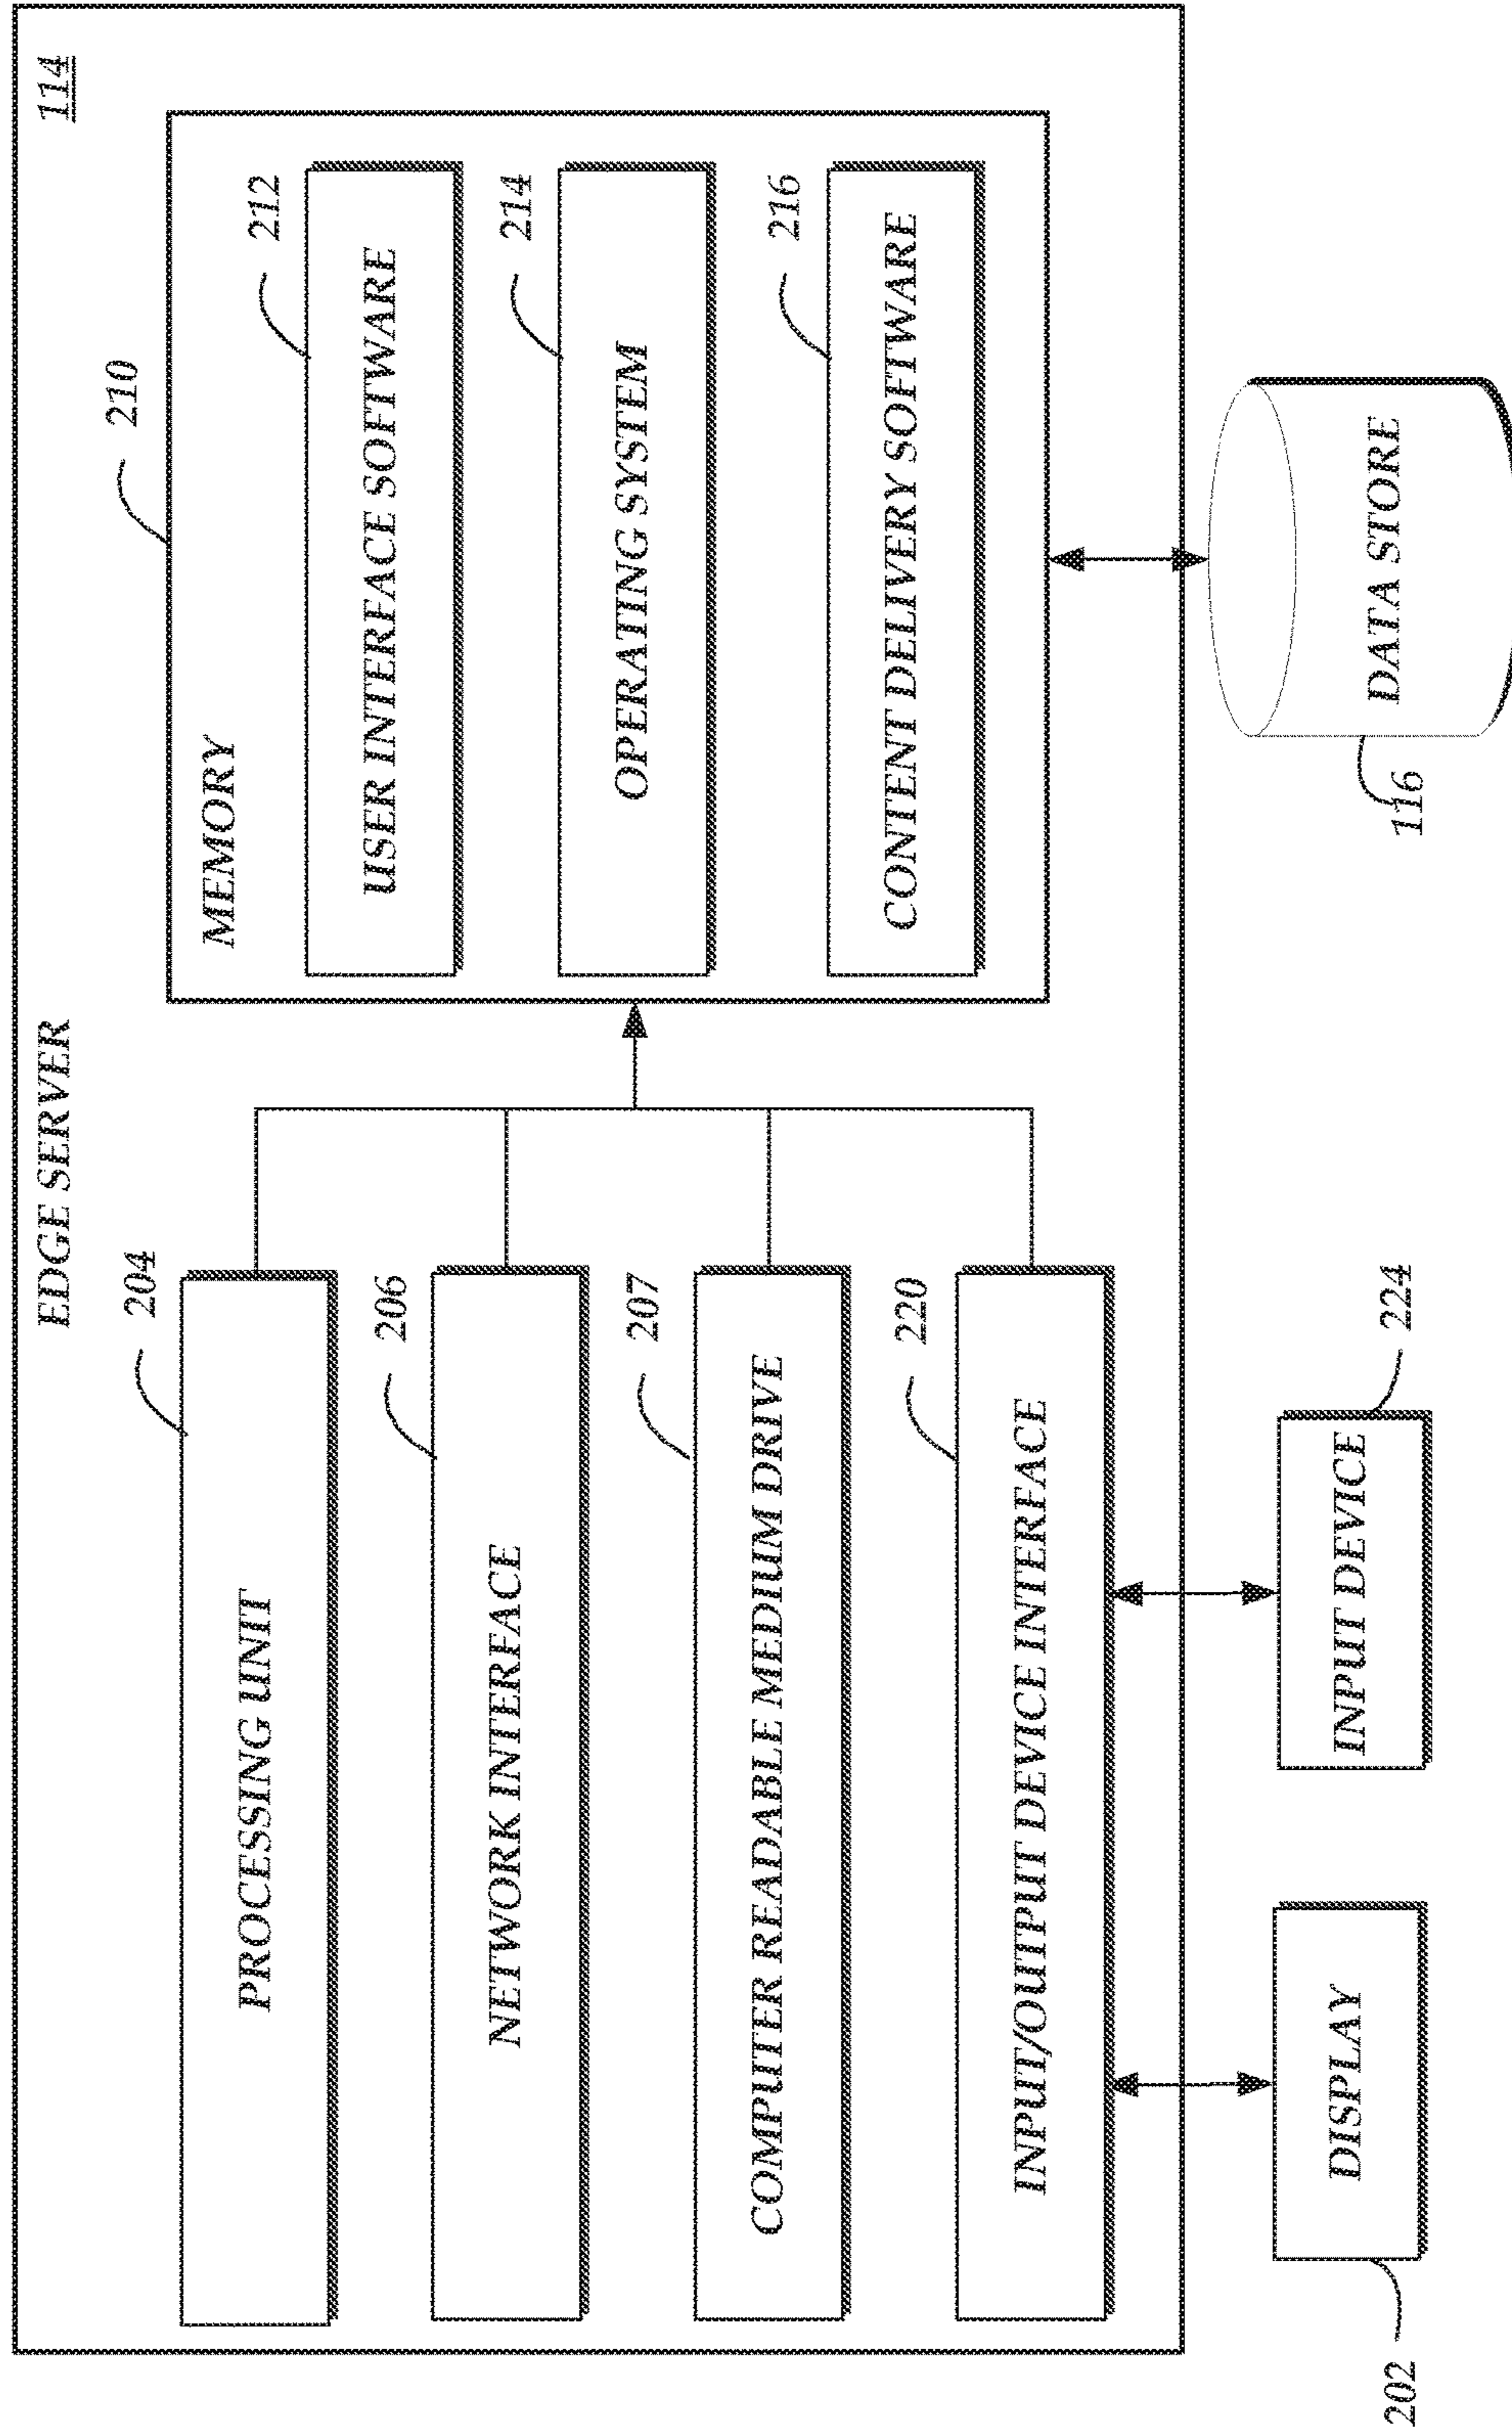 EDGE SERVER
114
204
PROCESSING UNIT
206
NETWORK INTERFACE
207
COMPUTER READABLE MEDIUM DRIVE
220
INPUT/OUTPUT DEVICE INTERFACE
210
MEMORY
212
USER INTERFACE SOFTWARE
214
OPERATING SYSTEM
216
CONTENT DELIVERY SOFTWARE
202
DISPLAY
INPUT DEVICE
224
116
DATA STORE